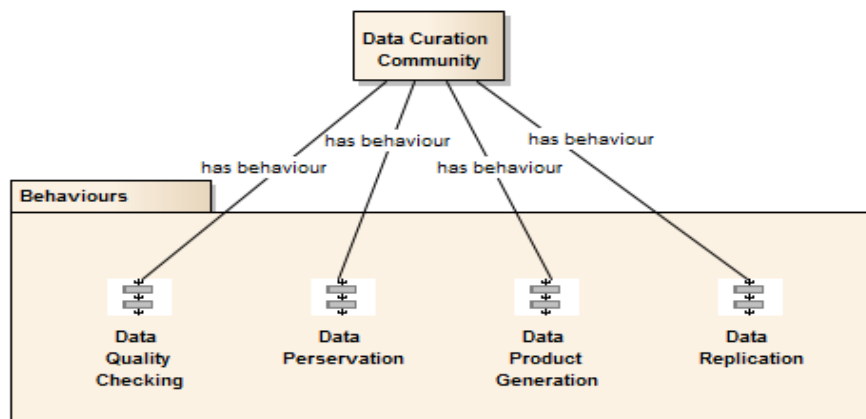 Data Curation
Community
has behaviour
has behaviour
has behaviour
has behaviour
Behaviours
Data
Quality
Checking
Data
Perservation
Data
Product
Generation
Data
Replication